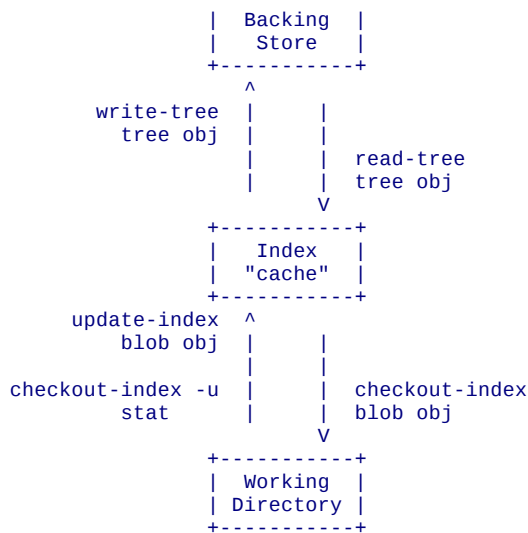 Backing
Store
write-tree
tree obj
read-tree
tree obj
Index
"cache"
update-index
blob obj
checkout-index -u
stat
checkout-index
blob obj
Working
Directory